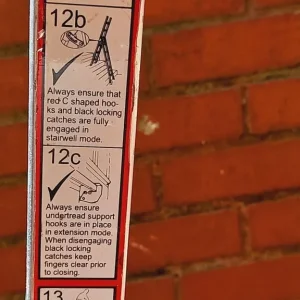 12b
Always ensure that
red C shaped hoo-
ks and black locking
catches are fully
engaged in
stairwell mode.
12c
Always ensure
undertread support
hooks are in place
in extension mode.
When disengaging
black locking
catches keep
fingers clear prior
to closing.
13